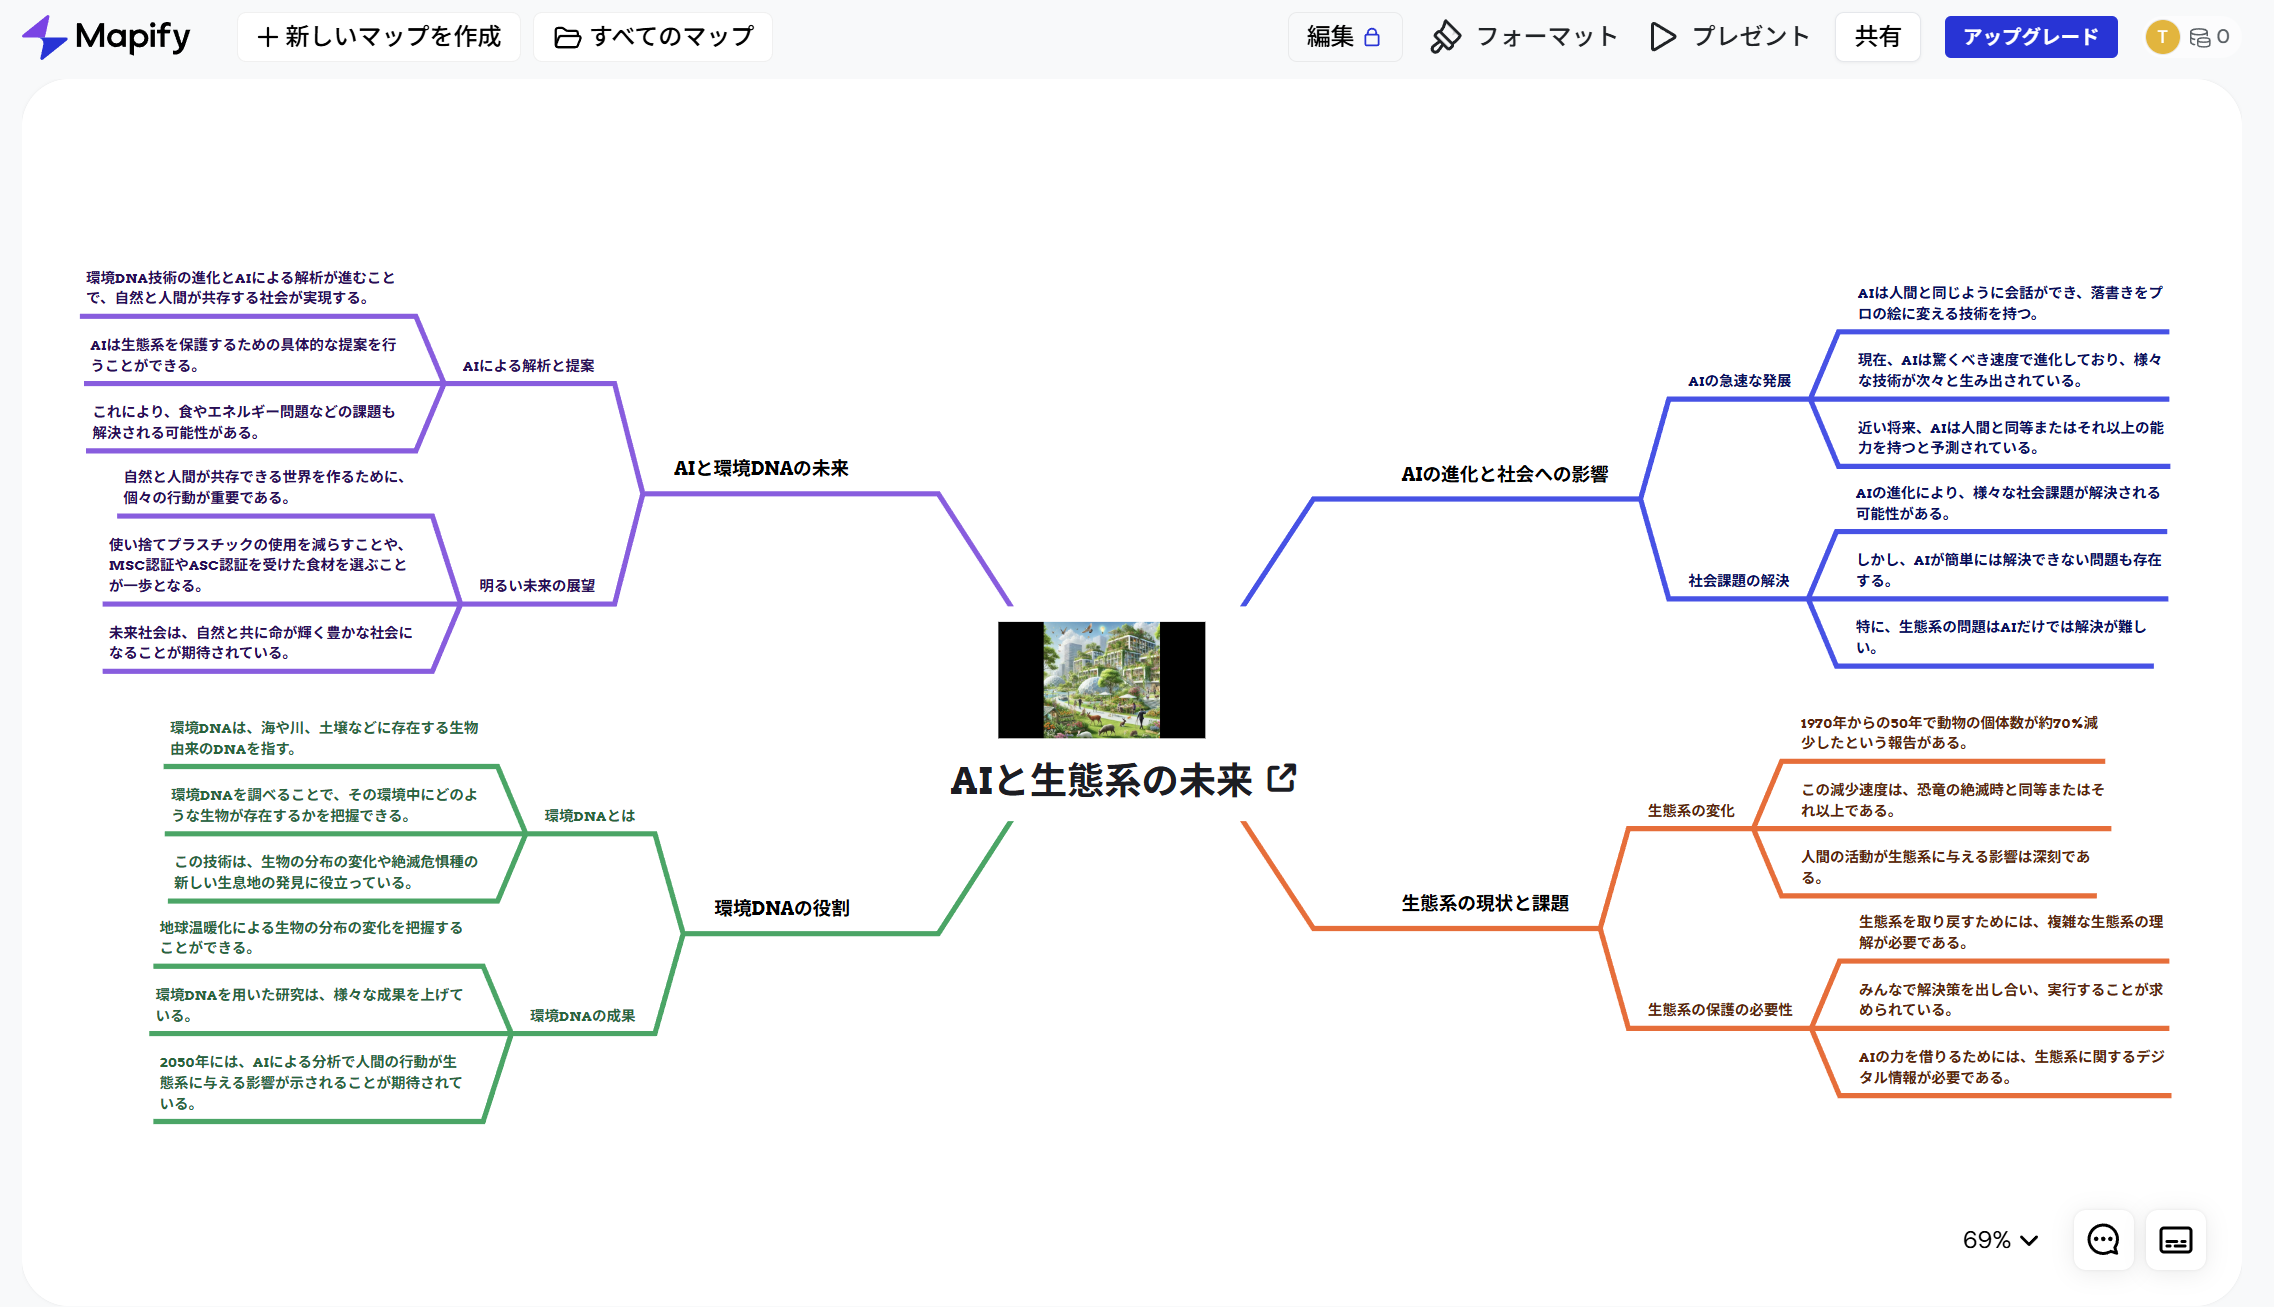 Mapify
新しいマップを作成
すべてのマップ
編集
フォーマット
プレゼント
共有
アップグレード
T
0
環境DNA技術の進化とAIによる解析が進むこと
で、自然と人間が共存する社会が実現する。
AIは生態系を保護するための具体的な提案を行
うことができる。
これにより、食やエネルギー問題などの課題も
解決される可能性がある。
AIによる解析と提案
自然と人間が共存できる世界を作るために、
個々の行動が重要である。
使い捨てプラスチックの使用を減らすことや、
MSC認証やASC認証を受けた食材を選ぶこと
が一歩となる。
未来社会は、自然と共に命が輝く豊かな社会に
なることが期待されている。
明るい未来の展望
AIと環境DNAの未来
環境DNAは、海や川、土壌などに存在する生物
由来のDNAを指す。
環境DNAを調べることで、その環境中にどのよ
うな生物が存在するかを把握できる。
この技術は、生物の分布の変化や絶滅危惧種の
新しい生息地の発見に役立っている。
環境DNAとは
地球温暖化による生物の分布の変化を把握する
ことができる。
環境DNAを用いた研究は、様々な成果を上げて
いる。
2050年には、AIによる分析で人間の行動が生
態系に与える影響が示されることが期待されて
いる。
環境DNAの成果
環境DNAの役割
AIと生態系の未来
AIの進化と社会への影響
AIの急速な発展
AIは人間と同じように会話ができ、落書きをプ
ロの絵に変える技術を持つ。
現在、AIは驚くべき速度で進化しており、様々
な技術が次々と生み出されている。
近い将来、AIは人間と同等またはそれ以上の能
力を持つと予測されている。
社会課題の解決
AIの進化により、様々な社会課題が解決される
可能性がある。
しかし、AIが簡単には解決できない問題も存在
する。
特に、生態系の問題はAIだけでは解決が難し
い。
生態系の現状と課題
生態系の変化
1970年からの50年で動物の個体数が約70%減
少したという報告がある。
この減少速度は、恐竜の絶滅時と同等またはそ
れ以上である。
人間の活動が生態系に与える影響は深刻であ
る。
生態系の保護の必要性
生態系を取り戻すためには、複雑な生態系の理
解が必要である。
みんなで解決策を出し合い、実行することが求
められている。
AIの力を借りるためには、生態系に関するデジ
タル情報が必要である。
69%